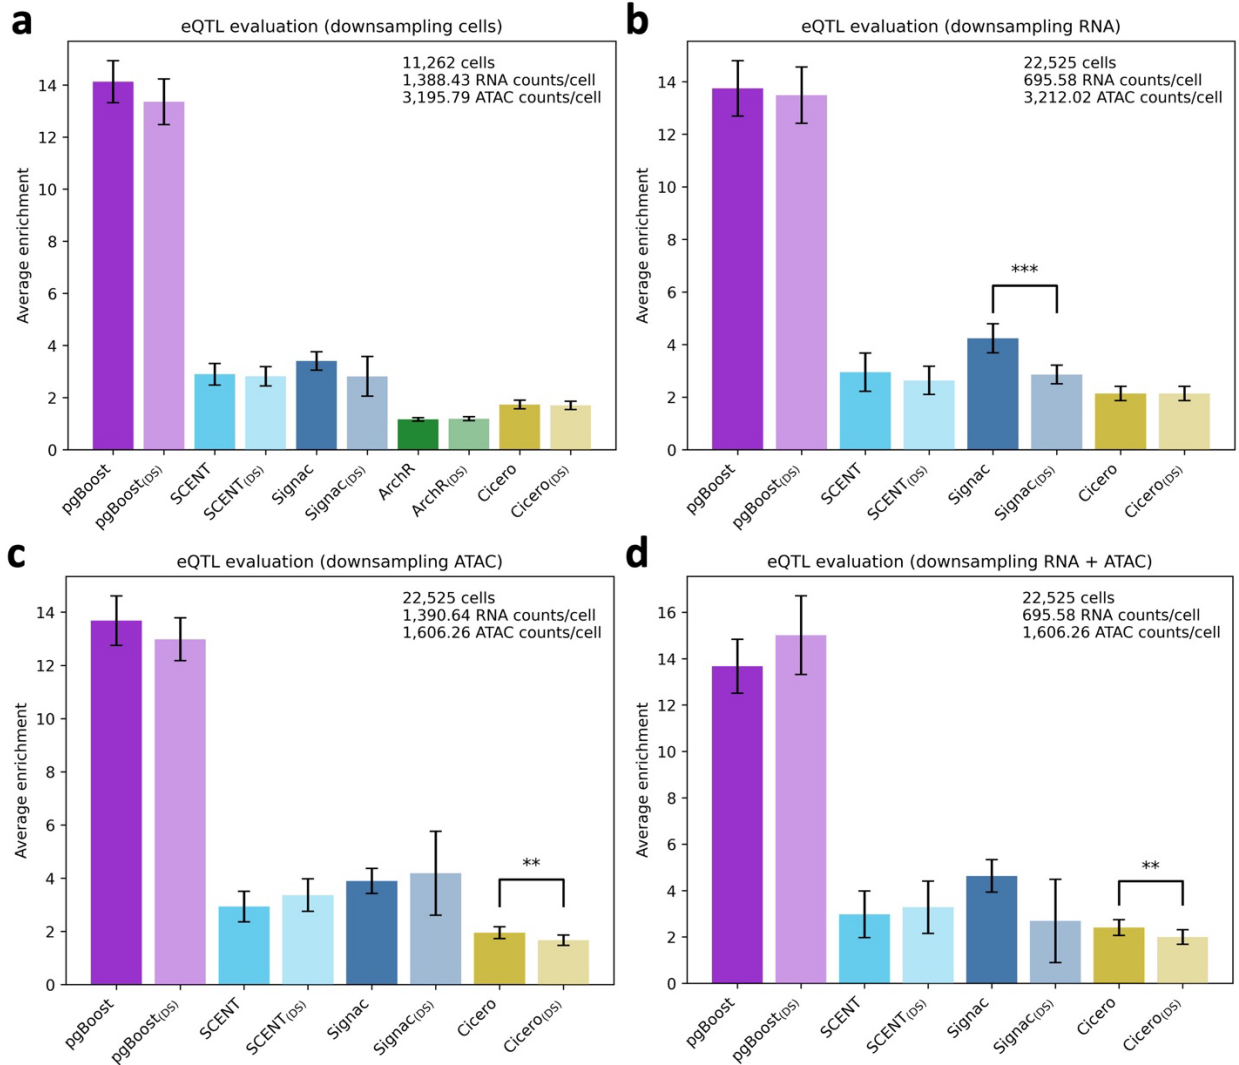 a
eQTL evaluation (downsampling cells)
11,262 cells
1,388.43 RNA counts/cell
3,195.79 ATAC counts/cell
Average enrichment
14
12
10
8
6
4
2
0
pgBoost
pgBoost(DS)
SCENT
SCENT(DS)
Signac
Signac(DS)
ArchR
ArchR(DS)
Cicero
Cicero(DS)
b
eQTL evaluation (downsampling RNA)
22,525 cells
695.58 RNA counts/cell
3,212.02 ATAC counts/cell
Average enrichment
14
12
10
8
6
4
2
0
***
pgBoost
pgBoost(DS)
SCENT
SCENT(DS)
Signac
Signac(DS)
Cicero
Cicero(DS)
c
eQTL evaluation (downsampling ATAC)
22,525 cells
1,390.64 RNA counts/cell
1,606.26 ATAC counts/cell
Average enrichment
14
12
10
8
6
4
2
0
**
pgBoost
pgBoost(DS)
SCENT
SCENT(DS)
Signac
Signac(DS)
Cicero
Cicero(DS)
d
eQTL evaluation (downsampling RNA + ATAC)
22,525 cells
695.58 RNA counts/cell
1,606.26 ATAC counts/cell
Average enrichment
16
14
12
10
8
6
4
2
0
**
pgBoost
pgBoost(DS)
SCENT
SCENT(DS)
Signac
Signac(DS)
Cicero
Cicero(DS)